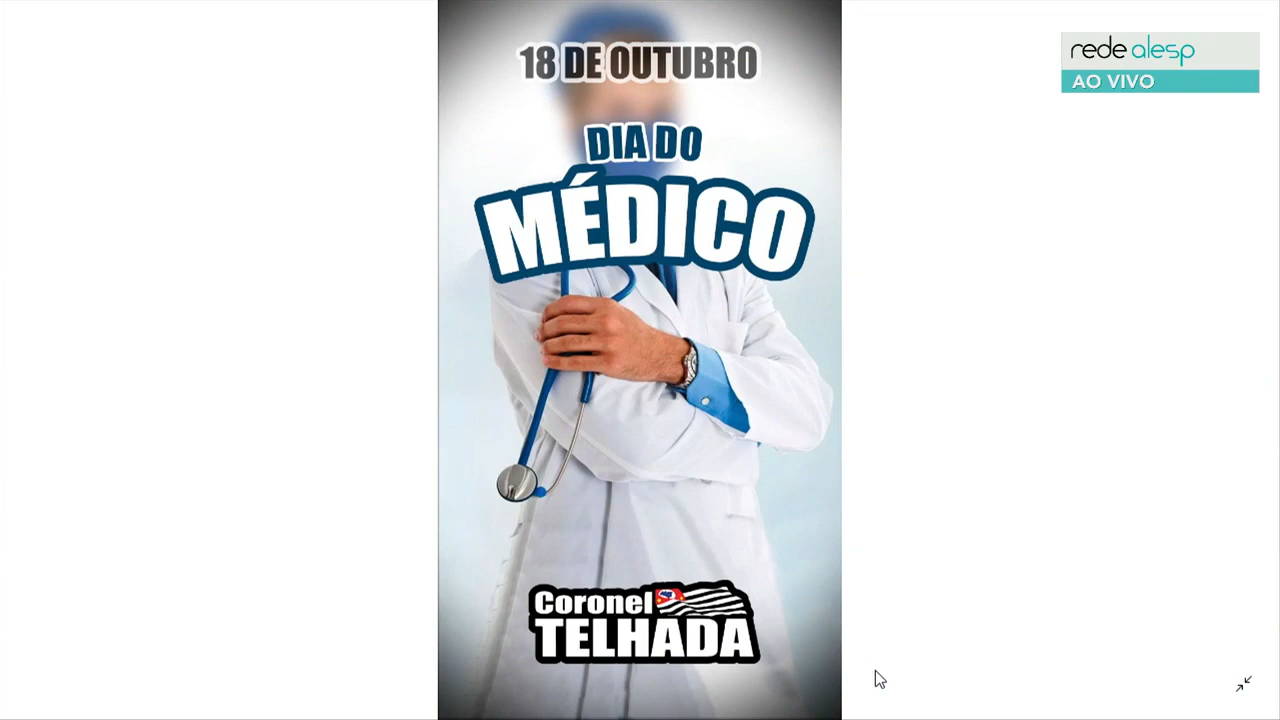 rede alesp
AO VIVO
18 DE OUTUBRO
DIA DO
MÉDICO
Coronel
TELHADA